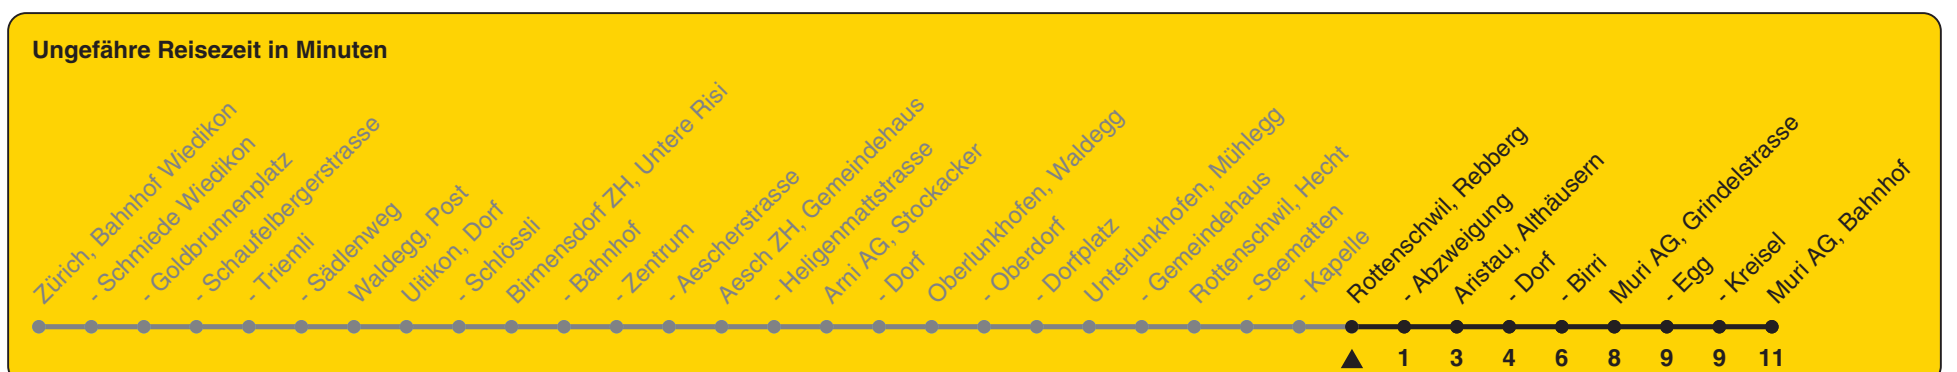 Ungefähre Reisezeit in Minuten
Zürich, Bahnhof Wiedikon
- Schmiede Wiedikon
- Goldbrunnenplatz
- Schaufelbergerstrasse
- Triemli
- Sädlenweg
Waldegg, Post
Uitikon, Dorf
- Schlössli
Birmensdorf ZH, Untere Risi
- Bahnhof
- Zentrum
- Aescherstrasse
Aesch ZH, Gemeindehaus
- Heligenmattstrasse
Arni AG, Stockacker
- Dorf
Oberlunkhofen, Waldegg
- Oberdorf
- Dorfplatz
Unterlunkhofen, Mühlegg
- Gemeindehaus
Rottenschwil, Hecht
- Seematten
- Kapelle
Rottenschwil, Rebberg
- Abzweigung
Aristau, Althäusern
- Dorf
- Birri
Muri AG, Grindelstrasse
- Egg
- Kreisel
Muri AG, Bahnhof
1 3 4 6 8 9 9 11